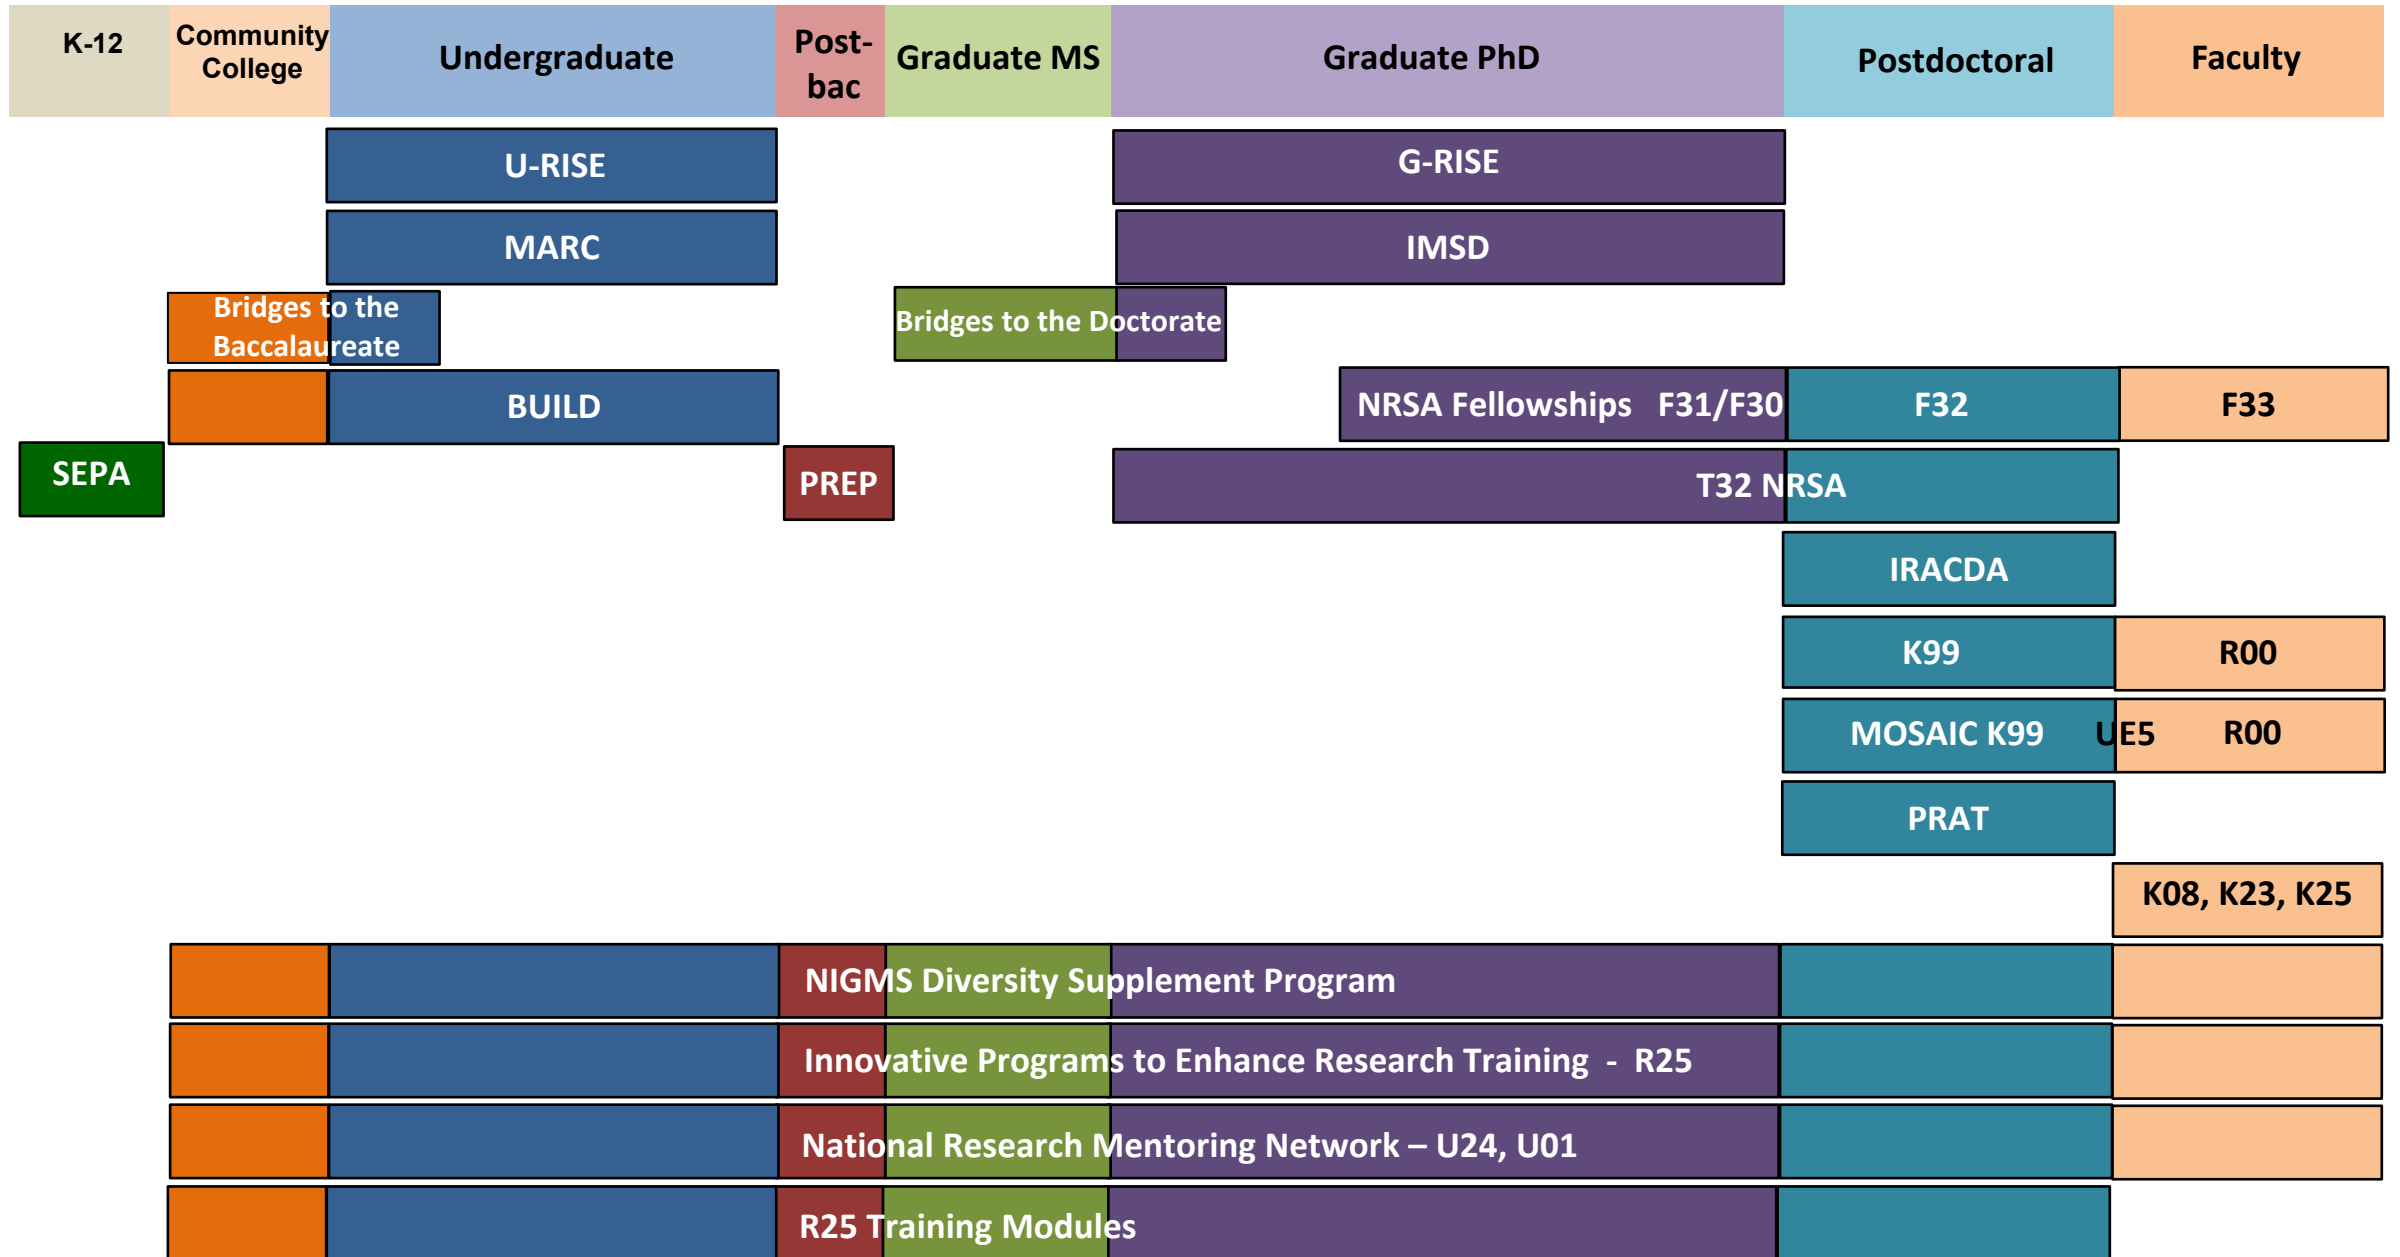 K-12
Community
College
Undergraduate
Post-
bac
Graduate MS
Graduate PhD
Postdoctoral
Faculty
U-RISE
G-RISE
MARC
IMSD
Bridges to the
Baccalaureate
Bridges to the Doctorate
BUILD
NRSA Fellowships F31/F30
F32
F33
SEPA
PREP
T32 NRSA
IRACDA
K99
R00
MOSAIC K99
UE5
R00
PRAT
K08, K23, K25
NIGMS Diversity Supplement Program
Innovative Programs to Enhance Research Training - R25
National Research Mentoring Network – U24, U01
R25 Training Modules